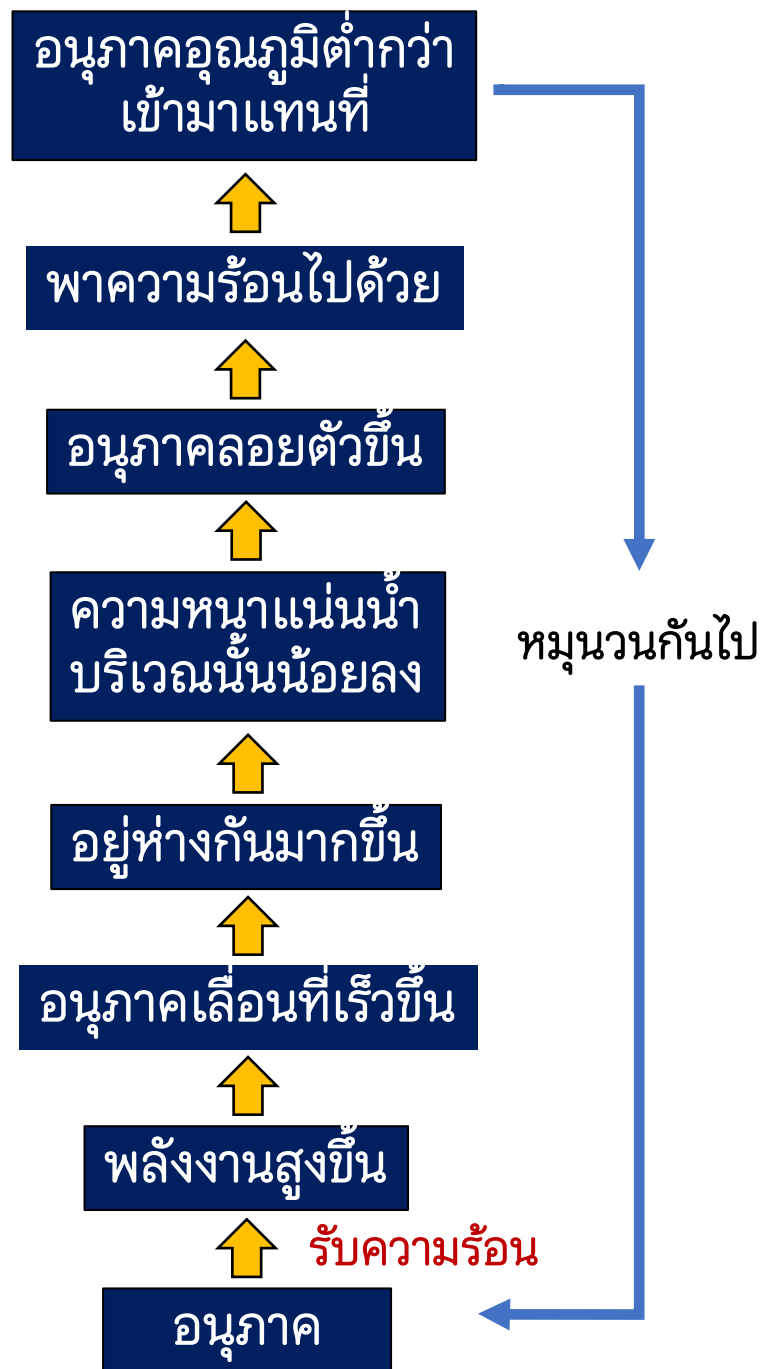 อนุภาคอุณภูมิต่ำกว่า
เข้ามาแทนที่
พาความร้อนไปด้วย
อนุภาคลอยตัวขึ้น
ความหนาแน่นน้ำ
บริเวณนั้นน้อยลง
หมุนวนกันไป
อยู่ห่างกันมากขึ้น
อนุภาคเลื่อนที่เร็วขึ้น
พลังงานสูงขึ้น
รับความร้อน
อนุภาค